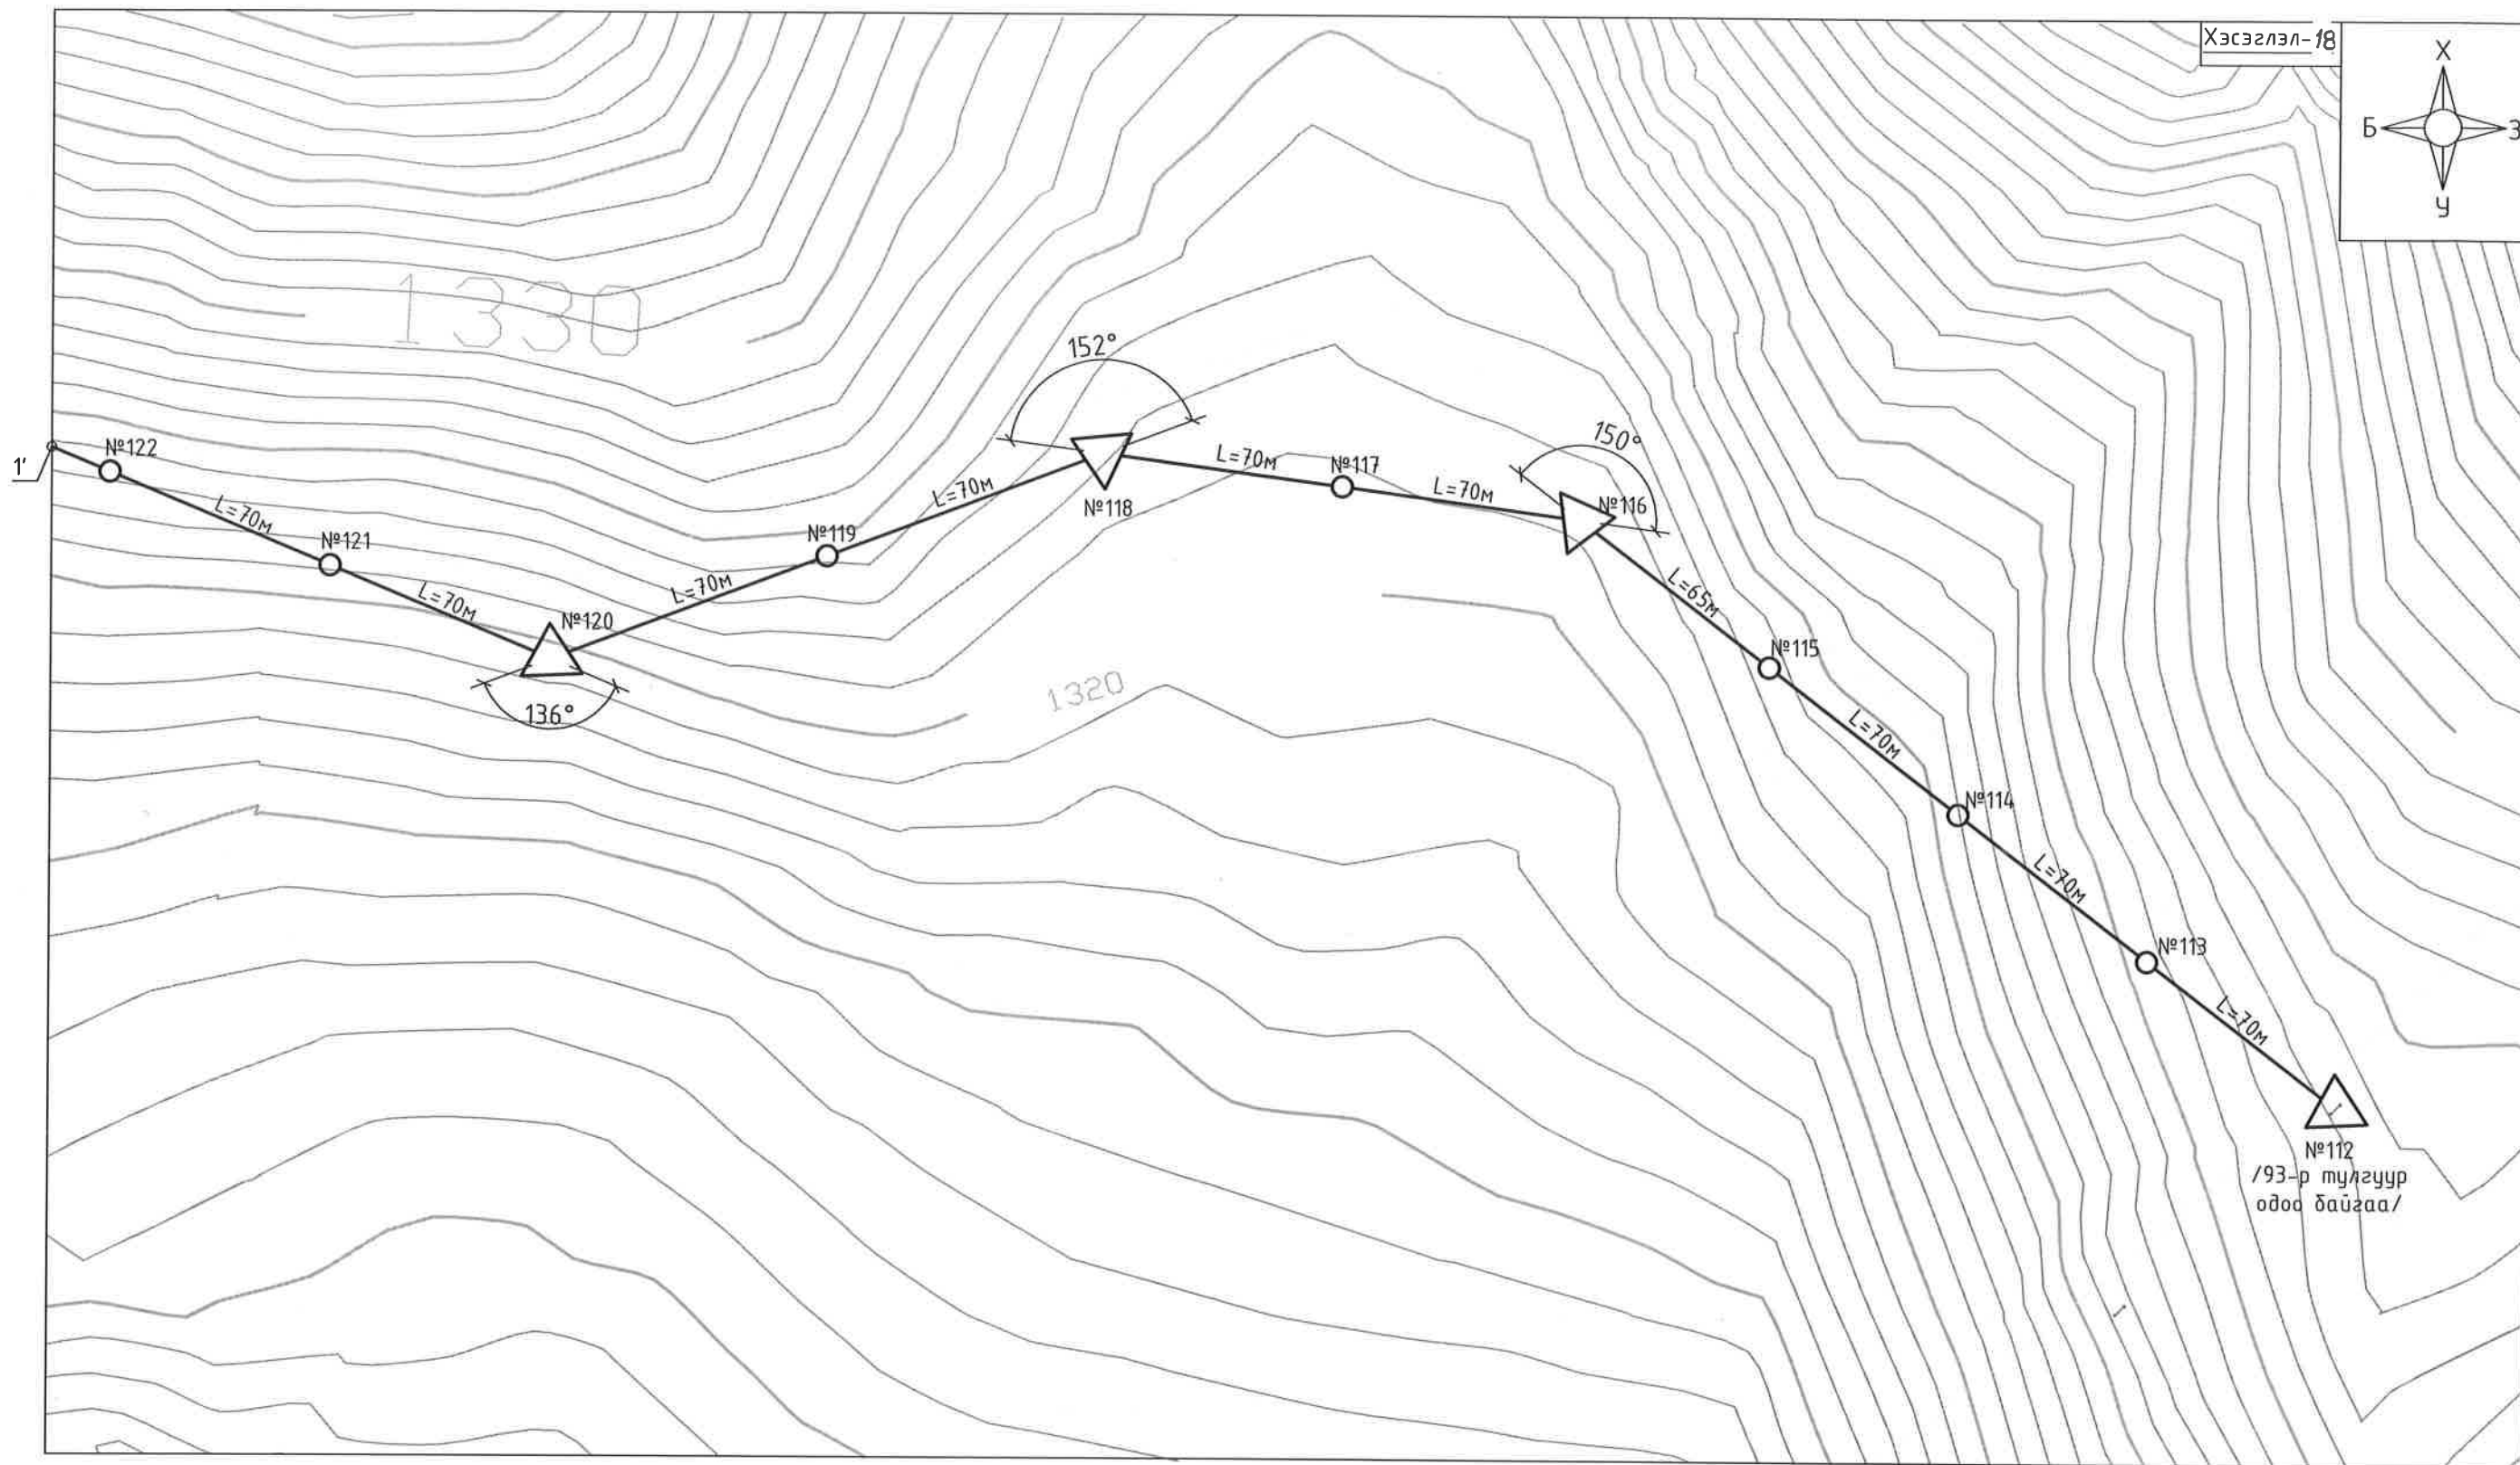 Хэсэглэл-18
Х
Б
З
У
1330
152°
150°
1'
№122
L=70м
№121
L=70м
№120
136°
L=70м
№119
L=70м
№118
L=70м
№117
L=70м
№116
L=65м
№115
1320
L=70м
№114
L=70м
№113
L=70м
№112
/93-р тулгуур
одоо байгаа/